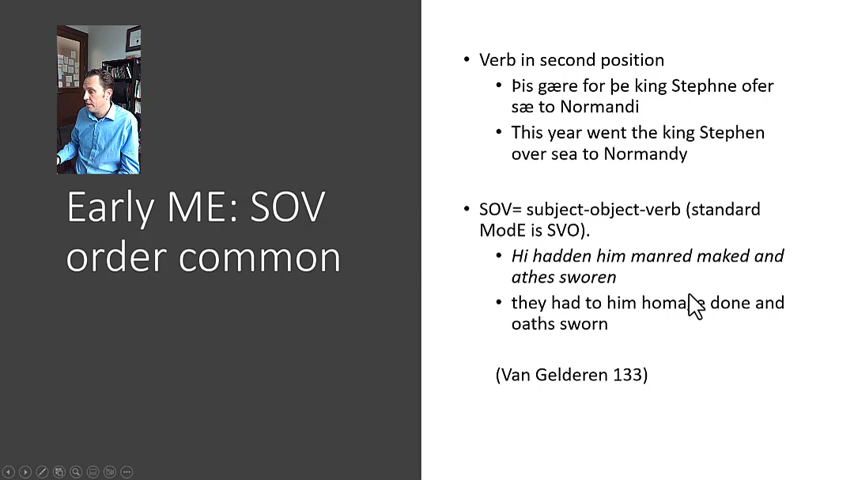 Early ME: SOV
order common
• Verb in second position
• Þis gære for þe king Stephne ofer
sæ to Normandi
• This year went the king Stephen
over sea to Normandy
• SOV= subject-object-verb (standard
ModE is SVO).
• Hi hadden him manred maked and
athes sworen
• they had to him homage done and
oaths sworn
(Van Gelderen 133)